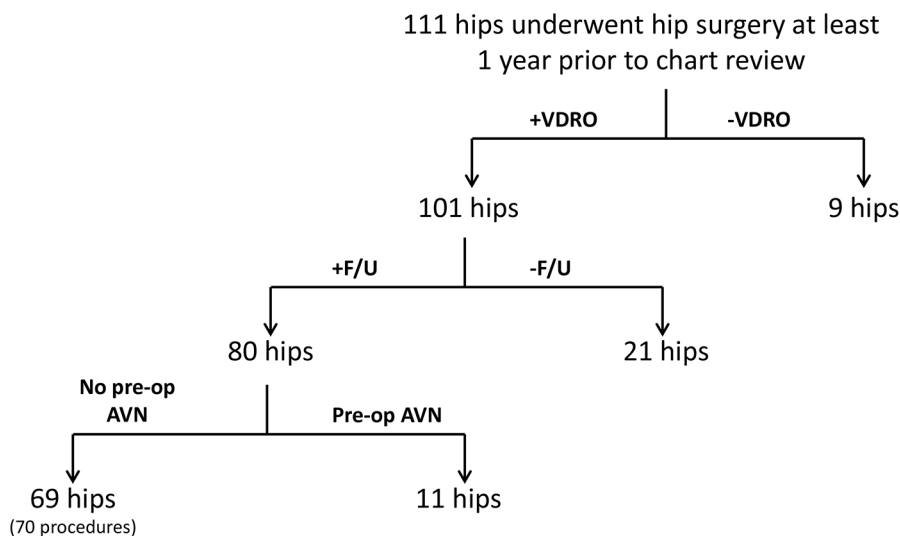 111 hips underwent hip surgery at least
1 year prior to chart review
+VDRO
-VDRO
101 hips
9 hips
+F/U
-F/U
80 hips
21 hips
No pre-op
AVN
Pre-op AVN
69 hips
(70 procedures)
11 hips